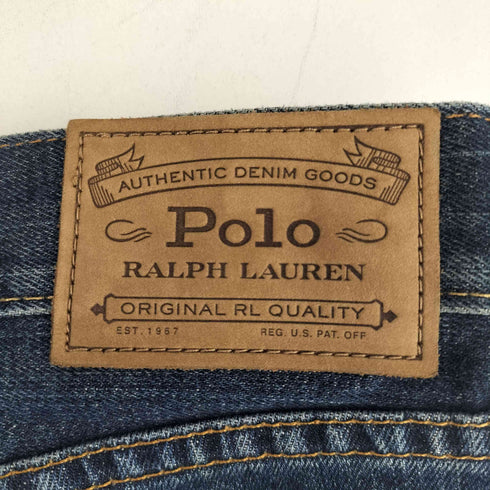 AUTHENTIC DENIM GOODS
Polo
RALPH LAUREN
ORIGINAL RL QUALITY
EST. 1967 REG. U.S. PAT. OFF